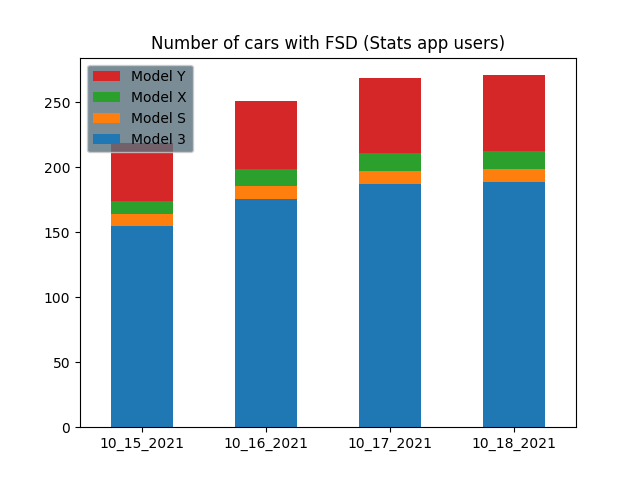 Number of cars with FSD (Stats app users)
Model Y
Model X
Model S
Model 3
250
200
150
100
50
0
10_15_2021 10_16_2021 10_17_2021 10_18_2021